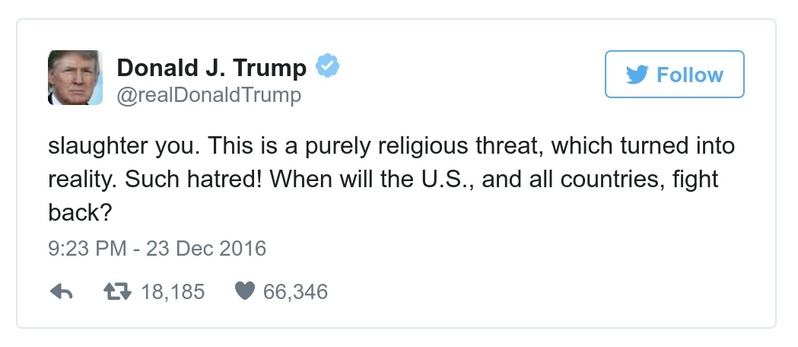 Donald J. Trump
@realDonaldTrump
Follow
slaughter you. This is a purely religious threat, which turned into
reality. Such hatred! When will the U.S., and all countries, fight
back?
9:23 PM - 23 Dec 2016
18,185 66,346